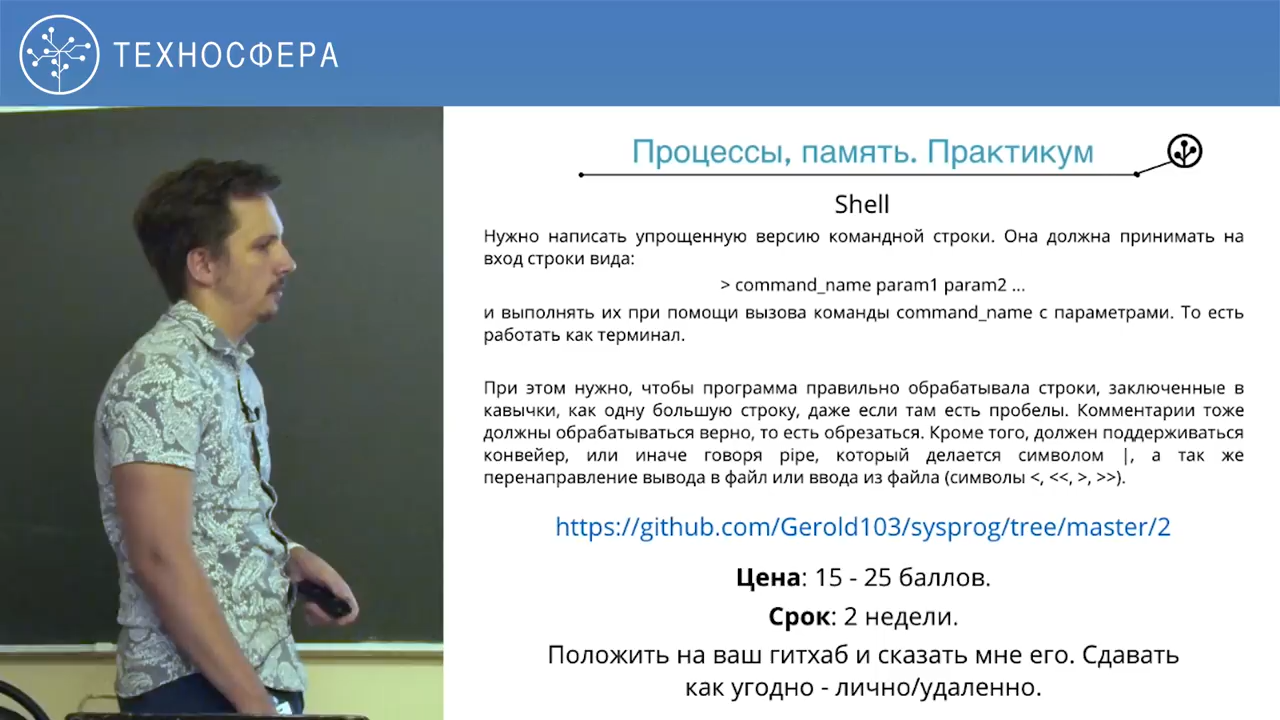 ТЕХНОСФЕРА
Процессы, память. Практикум
Shell
Нужно написать упрощенную версию командной строки. Она должна принимать на
вход строки вида:
> command_name param1 param2 ...
и выполнять их при помощи вызова команды command_name с параметрами. То есть
работать как терминал.
При этом нужно, чтобы программа правильно обрабатывала строки, заключенные в
кавычки, как одну большую строку, даже если там есть пробелы. Комментарии тоже
должны обрабатываться верно, то есть обрезаться. Кроме того, должен поддерживаться
конвейер, или иначе говоря pipe, который делается символом |, а так же
перенаправление вывода в файл или ввода из файла (символы <, <<, >, >>).
https://github.com/Gerold103/sysprog/tree/master/2
Цена: 15 - 25 баллов.
Срок: 2 недели.
Положить на ваш гитхаб и сказать мне его. Сдавать
как угодно - лично/удаленно.